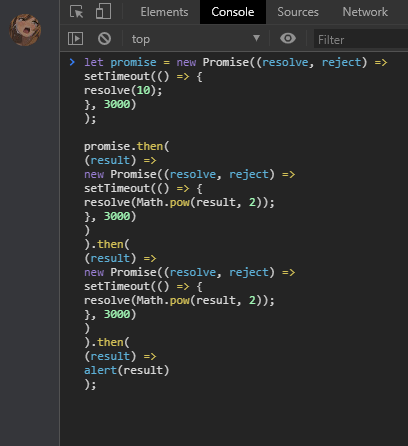 Elements Console Sources Network
top Filter
let promise = new Promise((resolve, reject) =>
setTimeout(() => {
resolve(10);
}, 3000)
);
promise.then(
(result) =>
new Promise((resolve, reject) =>
setTimeout(() => {
resolve(Math.pow(result, 2));
}, 3000)
)
).then(
(result) =>
new Promise((resolve, reject) =>
setTimeout(() => {
resolve(Math.pow(result, 2));
}, 3000)
)
).then(
(result) =>
alert(result)
);